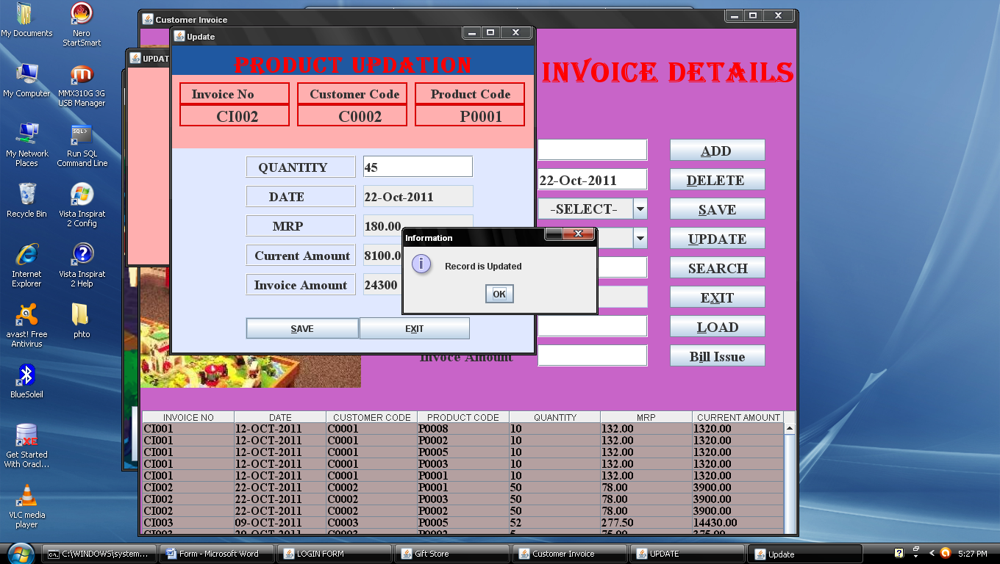 My Documents
Nero
StartSmart
My Computer
MMX310G 3G
USB Manager
My Network
Places
Run SQL
Command Line
Recycle Bin
Vista Inspirat
2 Config
Internet
Explorer
Vista Inspirat
2 Help
avast! Free
Antivirus
phto
BlueSoleil
Get Started
With Oracl...
VLC media
player
Customer Invoice
UPDAT
Update
PRODUCT UPDATION
Invoice No Customer Code Product Code
CI002 C0002 P0001
QUANTITY 45
DATE 22-Oct-2011
MRP 180.00
Current Amount 8100.0
Invoice Amount 24300
SAVE EXIT
Information
Record is Updated
OK
INVOICE DETAILS
ADD
22-Oct-2011 DELETE
-SELECT- SAVE
UPDATE
SEARCH
EXIT
LOAD
Invoce Amount Bill Issue
INVOICE NO DATE CUSTOMER CODE PRODUCT CODE QUANTITY MRP CURRENT AMOUNT
CI001 12-OCT-2011 C0001 P0008 10 132.00 1320.00
CI001 12-OCT-2011 C0001 P0002 10 132.00 1320.00
CI001 12-OCT-2011 C0001 P0005 10 132.00 1320.00
CI001 12-OCT-2011 C0001 P0003 10 132.00 1320.00
CI001 12-OCT-2011 C0001 P0001 10 132.00 1320.00
CI002 22-OCT-2011 C0002 P0001 50 78.00 3900.00
CI002 22-OCT-2011 C0002 P0003 50 78.00 3900.00
CI002 22-OCT-2011 C0002 P0002 50 78.00 3900.00
CI003 09-OCT-2011 C0003 P0005 52 277.50 14430.00
C:\WINDOWS\system... Form - Microsoft Word LOGIN FORM Gift Store Customer Invoice UPDATE Update 5:27 PM